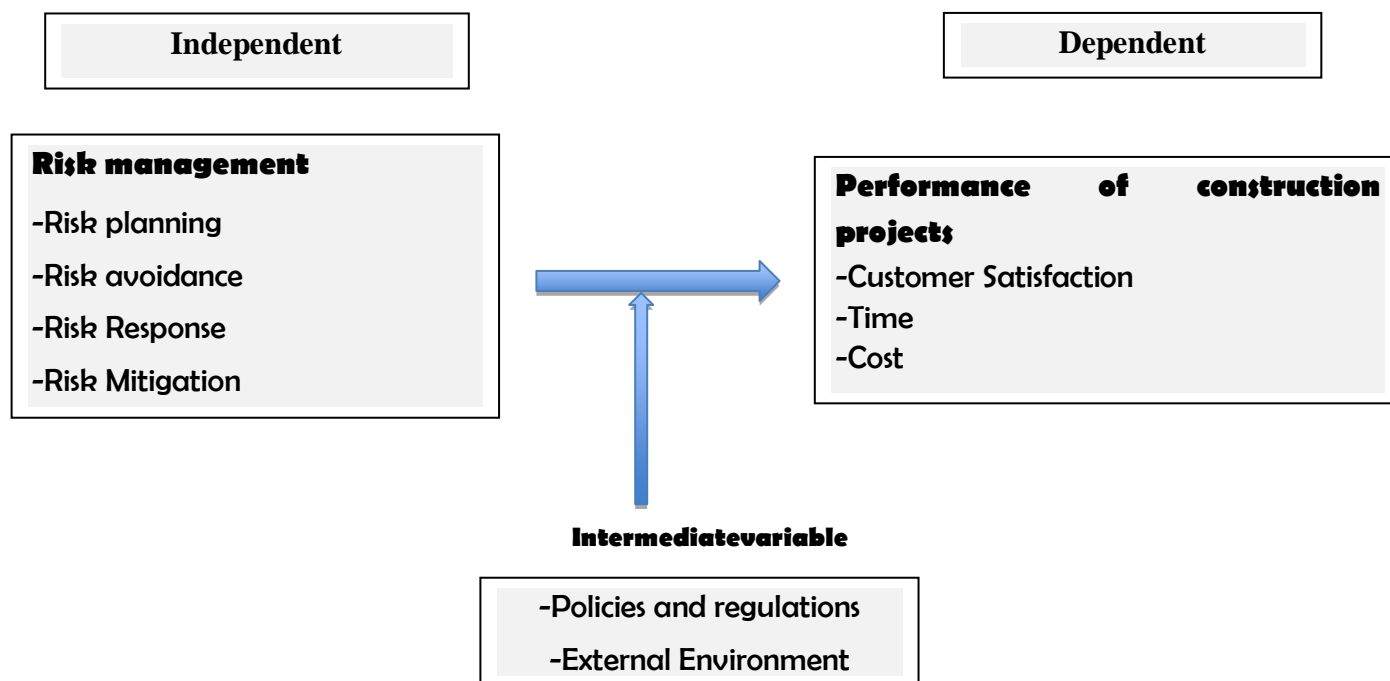 Independent
Dependent
Risk management
-Risk planning
-Risk avoidance
-Risk Response
-Risk Mitigation
Performance of construction
projects
-Customer Satisfaction
-Time
-Cost
Intermediatevariable
-Policies and regulations
-External Environment